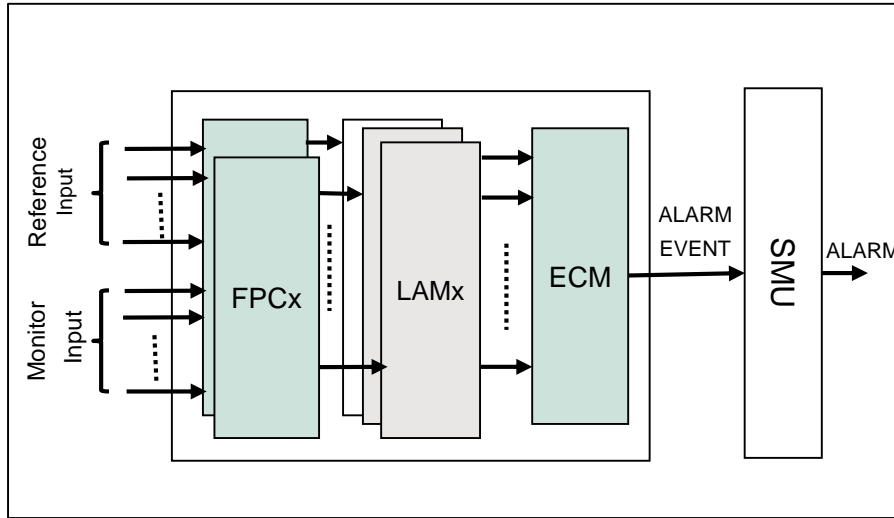 Reference
Input
Monitor
Input
FPCx
LAMx
ECM
ALARM
EVENT
SMU
ALARM